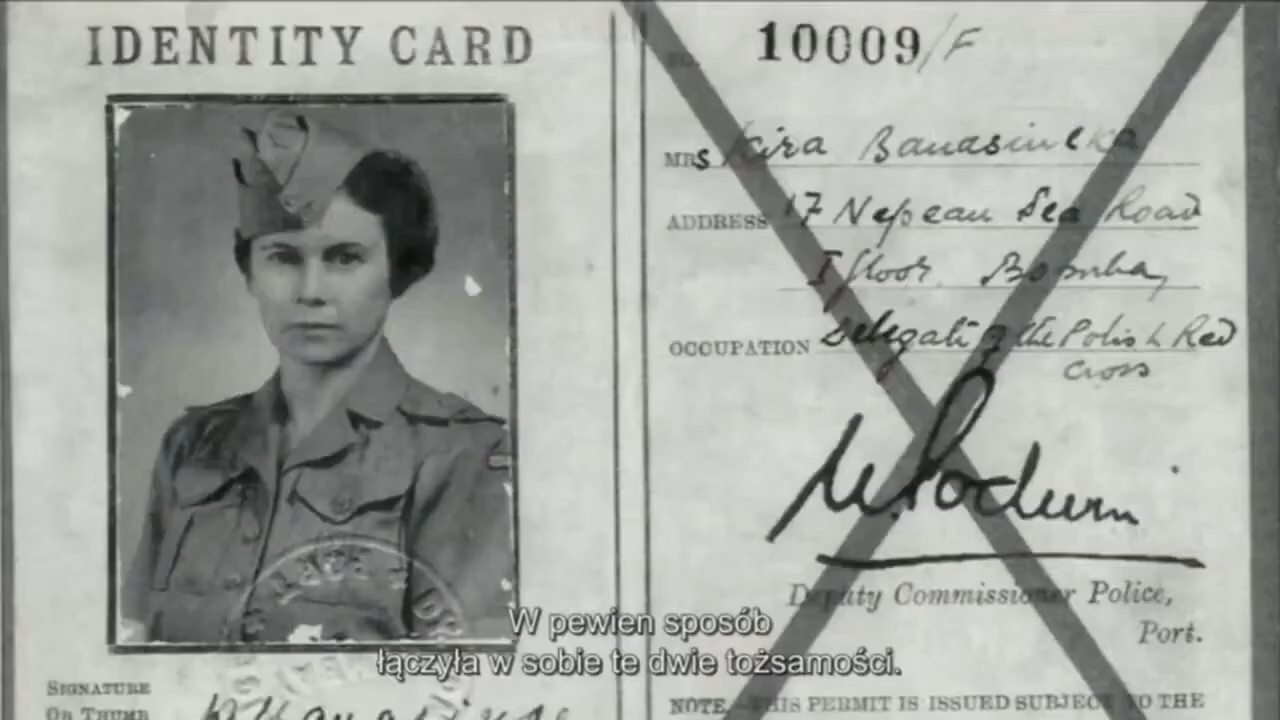 IDENTITY CARD
10009/F
MRS Kira Banasinska
ADDRESS 17 Nepean Sea Road
I floor. Bombay
OCCUPATION Delegate of the Polish Red
Cross
Deputy Commissioner Police,
Port.
W pewien sposób
łączyła w sobie te dwie tożsamości.
SIGNATURE
OR THUMB
NOTE.—THIS PERMIT IS ISSUED SUBJECT TO THE